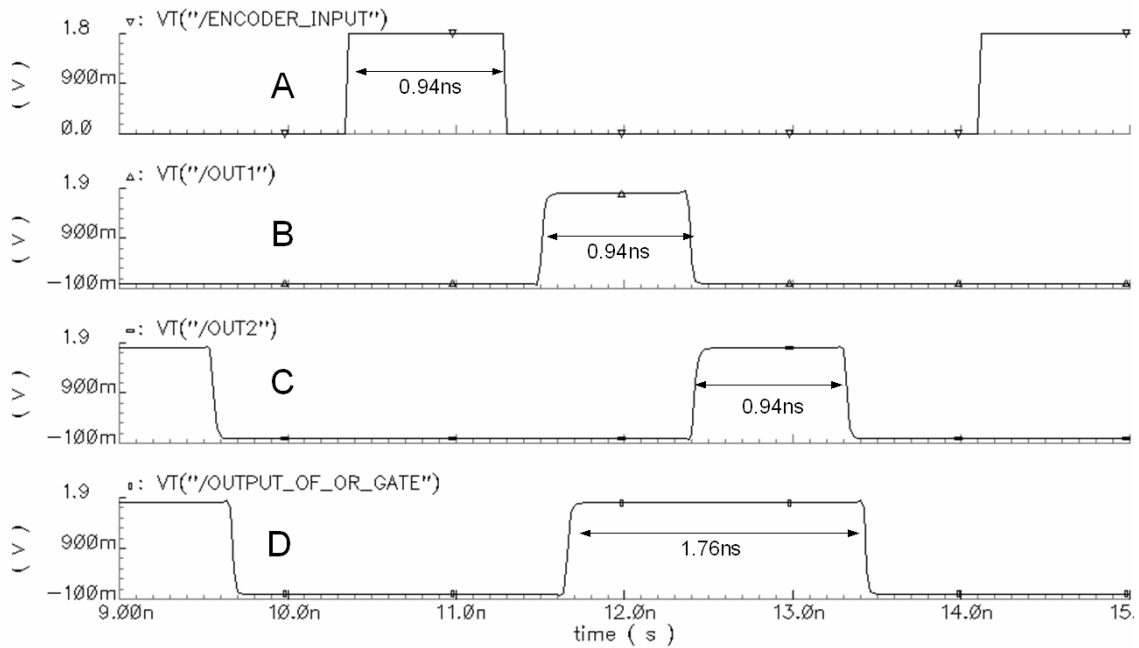 VT("/ENCODER_INPUT")
1.8
900m
0.0
( V )
A
0.94ns
VT("/OUT1")
1.9
900m
-100m
( V )
B
0.94ns
VT("/OUT2")
1.9
900m
-100m
( V )
C
0.94ns
VT("/OUTPUT_OF_OR_GATE")
1.9
900m
-100m
( V )
D
1.76ns
9.00n 10.0n 11.0n 12.0n 13.0n 14.0n 15.
time ( s )